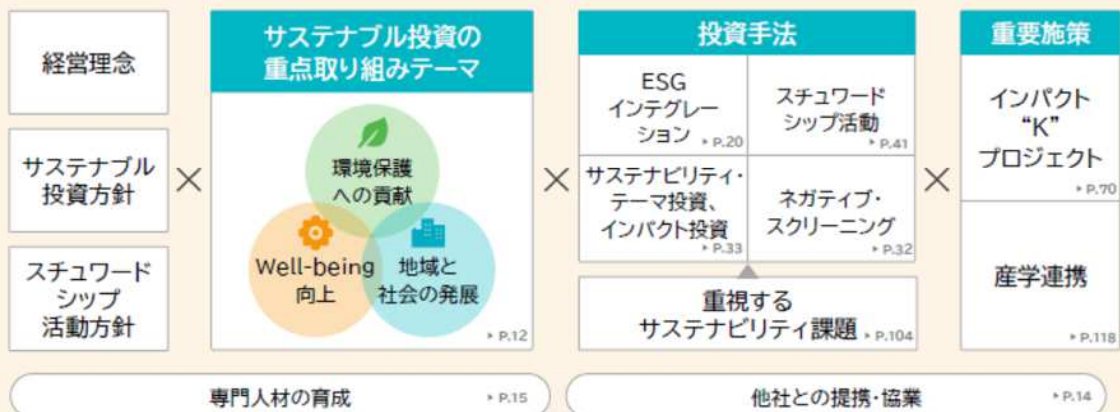 経営理念
サステナブル
投資方針
スチュワード
シップ
活動方針
サステナブル投資の
重点取り組みテーマ
環境保護
への貢献
Well-being
向上
地域と
社会の発展
▸ P.12
投資手法
ESG
インテグレー
ション ▸ P.20
スチュワード
シップ活動
▸ P.41
サステナビリティ・
テーマ投資、
インパクト投資
▸ P.33
ネガティブ・
スクリーニング
▸ P.32
重視する
サステナビリティ課題 ▸ P.104
重要施策
インパクト
“K”
プロジェクト
▸ P.70
産学連携
▸ P.118
専門人材の育成 ▸ P.15
他社との提携・協業 ▸ P.14